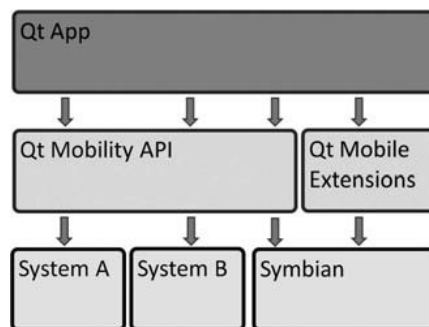 Qt App
Qt Mobility API
Qt Mobile
Extensions
System A
System B
Symbian